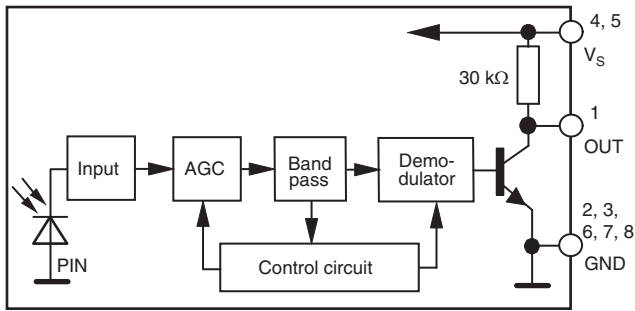 4, 5
V_S
30 kΩ
1
OUT
Input
AGC
Band
pass
Demo-
dulator
2, 3,
6, 7, 8
GND
PIN
Control circuit